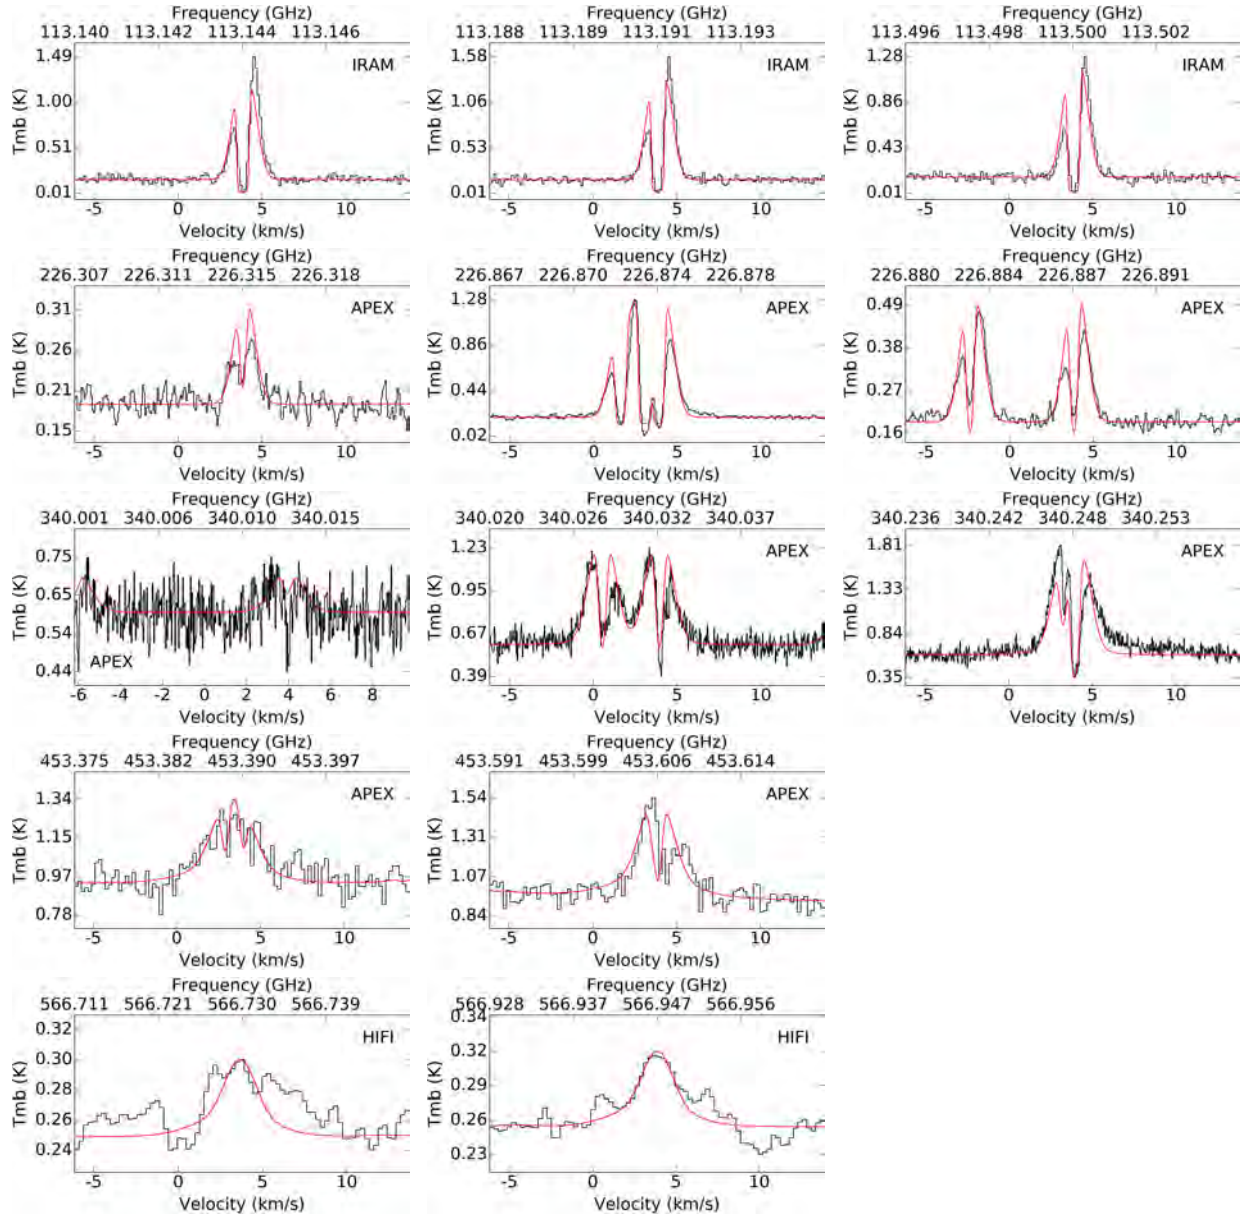 Frequency (GHz)
113.140 113.142 113.144 113.146
1.49
1.00
0.51
0.01
Tmb (K)
IRAM
-5 0 5 10
Velocity (km/s)
Frequency (GHz)
113.188 113.189 113.191 113.193
1.58
1.06
0.53
0.01
Tmb (K)
IRAM
-5 0 5 10
Velocity (km/s)
Frequency (GHz)
113.496 113.498 113.500 113.502
1.28
0.86
0.43
0.01
Tmb (K)
IRAM
-5 0 5 10
Velocity (km/s)
Frequency (GHz)
226.307 226.311 226.315 226.318
0.31
0.26
0.21
0.15
Tmb (K)
APEX
-5 0 5 10
Velocity (km/s)
Frequency (GHz)
226.867 226.870 226.874 226.878
1.28
0.86
0.44
0.02
Tmb (K)
APEX
-5 0 5 10
Velocity (km/s)
Frequency (GHz)
226.880 226.884 226.887 226.891
0.49
0.38
0.27
0.16
Tmb (K)
APEX
-5 0 5 10
Velocity (km/s)
Frequency (GHz)
340.001 340.006 340.010 340.015
0.75
0.65
0.54
0.44
Tmb (K)
APEX
-6 -4 -2 0 2 4 6 8
Velocity (km/s)
Frequency (GHz)
340.020 340.026 340.032 340.037
1.23
0.95
0.67
0.39
Tmb (K)
APEX
-5 0 5 10
Velocity (km/s)
Frequency (GHz)
340.236 340.242 340.248 340.253
1.81
1.33
0.84
0.35
Tmb (K)
APEX
-5 0 5 10
Velocity (km/s)
Frequency (GHz)
453.375 453.382 453.390 453.397
1.34
1.15
0.97
0.78
Tmb (K)
APEX
-5 0 5 10
Velocity (km/s)
Frequency (GHz)
453.591 453.599 453.606 453.614
1.54
1.31
1.07
0.84
Tmb (K)
APEX
-5 0 5 10
Velocity (km/s)
Frequency (GHz)
566.711 566.721 566.730 566.739
0.32
0.30
0.26
0.24
Tmb (K)
HIFI
-5 0 5 10
Velocity (km/s)
Frequency (GHz)
566.928 566.937 566.947 566.956
0.34
0.32
0.29
0.26
0.23
Tmb (K)
HIFI
-5 0 5 10
Velocity (km/s)